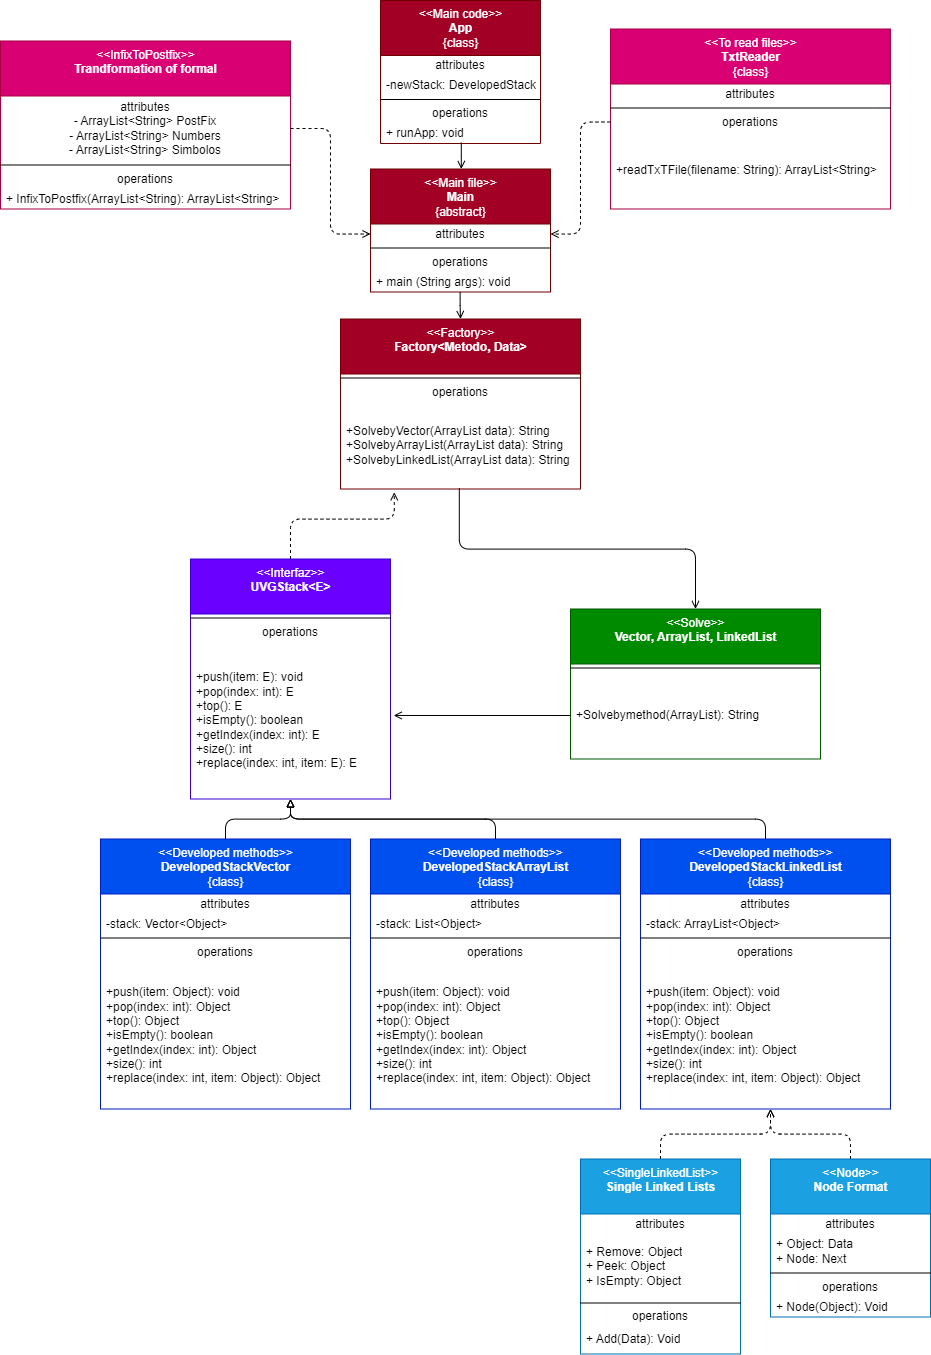 <<Main code>>
App
{class}
attributes
-newStack: DevelopedStack
operations
+ runApp: void
<<InfixToPostfix>>
Trandformation of formal
attributes
- ArrayList<String> PostFix
- ArrayList<String> Numbers
- ArrayList<String> Simbolos
operations
+ InfixToPostfix(ArrayList<String): ArrayList<String>
<<To read files>>
TxtReader
{class}
attributes
operations
+readTxTFile(filename: String): ArrayList<String>
<<Main file>>
Main
{abstract}
attributes
operations
+ main (String args): void
<<Factory>>
Factory<Metodo, Data>
operations
+SolvebyVector(ArrayList data): String
+SolvebyArrayList(ArrayList data): String
+SolvebyLinkedList(ArrayList data): String
<<Interfaz>>
UVGStack<E>
operations
+push(item: E): void
+pop(index: int): E
+top(): E
+isEmpty(): boolean
+getIndex(index: int): E
+size(): int
+replace(index: int, item: E): E
<<Solve>>
Vector, ArrayList, LinkedList
+Solvebymethod(ArrayList): String
<<Developed methods>>
DevelopedStackVector
{class}
attributes
-stack: Vector<Object>
operations
+push(item: Object): void
+pop(index: int): Object
+top(): Object
+isEmpty(): boolean
+getIndex(index: int): Object
+size(): int
+replace(index: int, item: Object): Object
<<Developed methods>>
DevelopedStackArrayList
{class}
attributes
-stack: List<Object>
operations
+push(item: Object): void
+pop(index: int): Object
+top(): Object
+isEmpty(): boolean
+getIndex(index: int): Object
+size(): int
+replace(index: int, item: Object): Object
<<Developed methods>>
DevelopedStackLinkedList
{class}
attributes
-stack: ArrayList<Object>
operations
+push(item: Object): void
+pop(index: int): Object
+top(): Object
+isEmpty(): boolean
+getIndex(index: int): Object
+size(): int
+replace(index: int, item: Object): Object
<<SingleLinkedList>>
Single Linked Lists
attributes
+ Remove: Object
+ Peek: Object
+ IsEmpty: Object
operations
+ Add(Data): Void
<<Node>>
Node Format
attributes
+ Object: Data
+ Node: Next
operations
+ Node(Object): Void